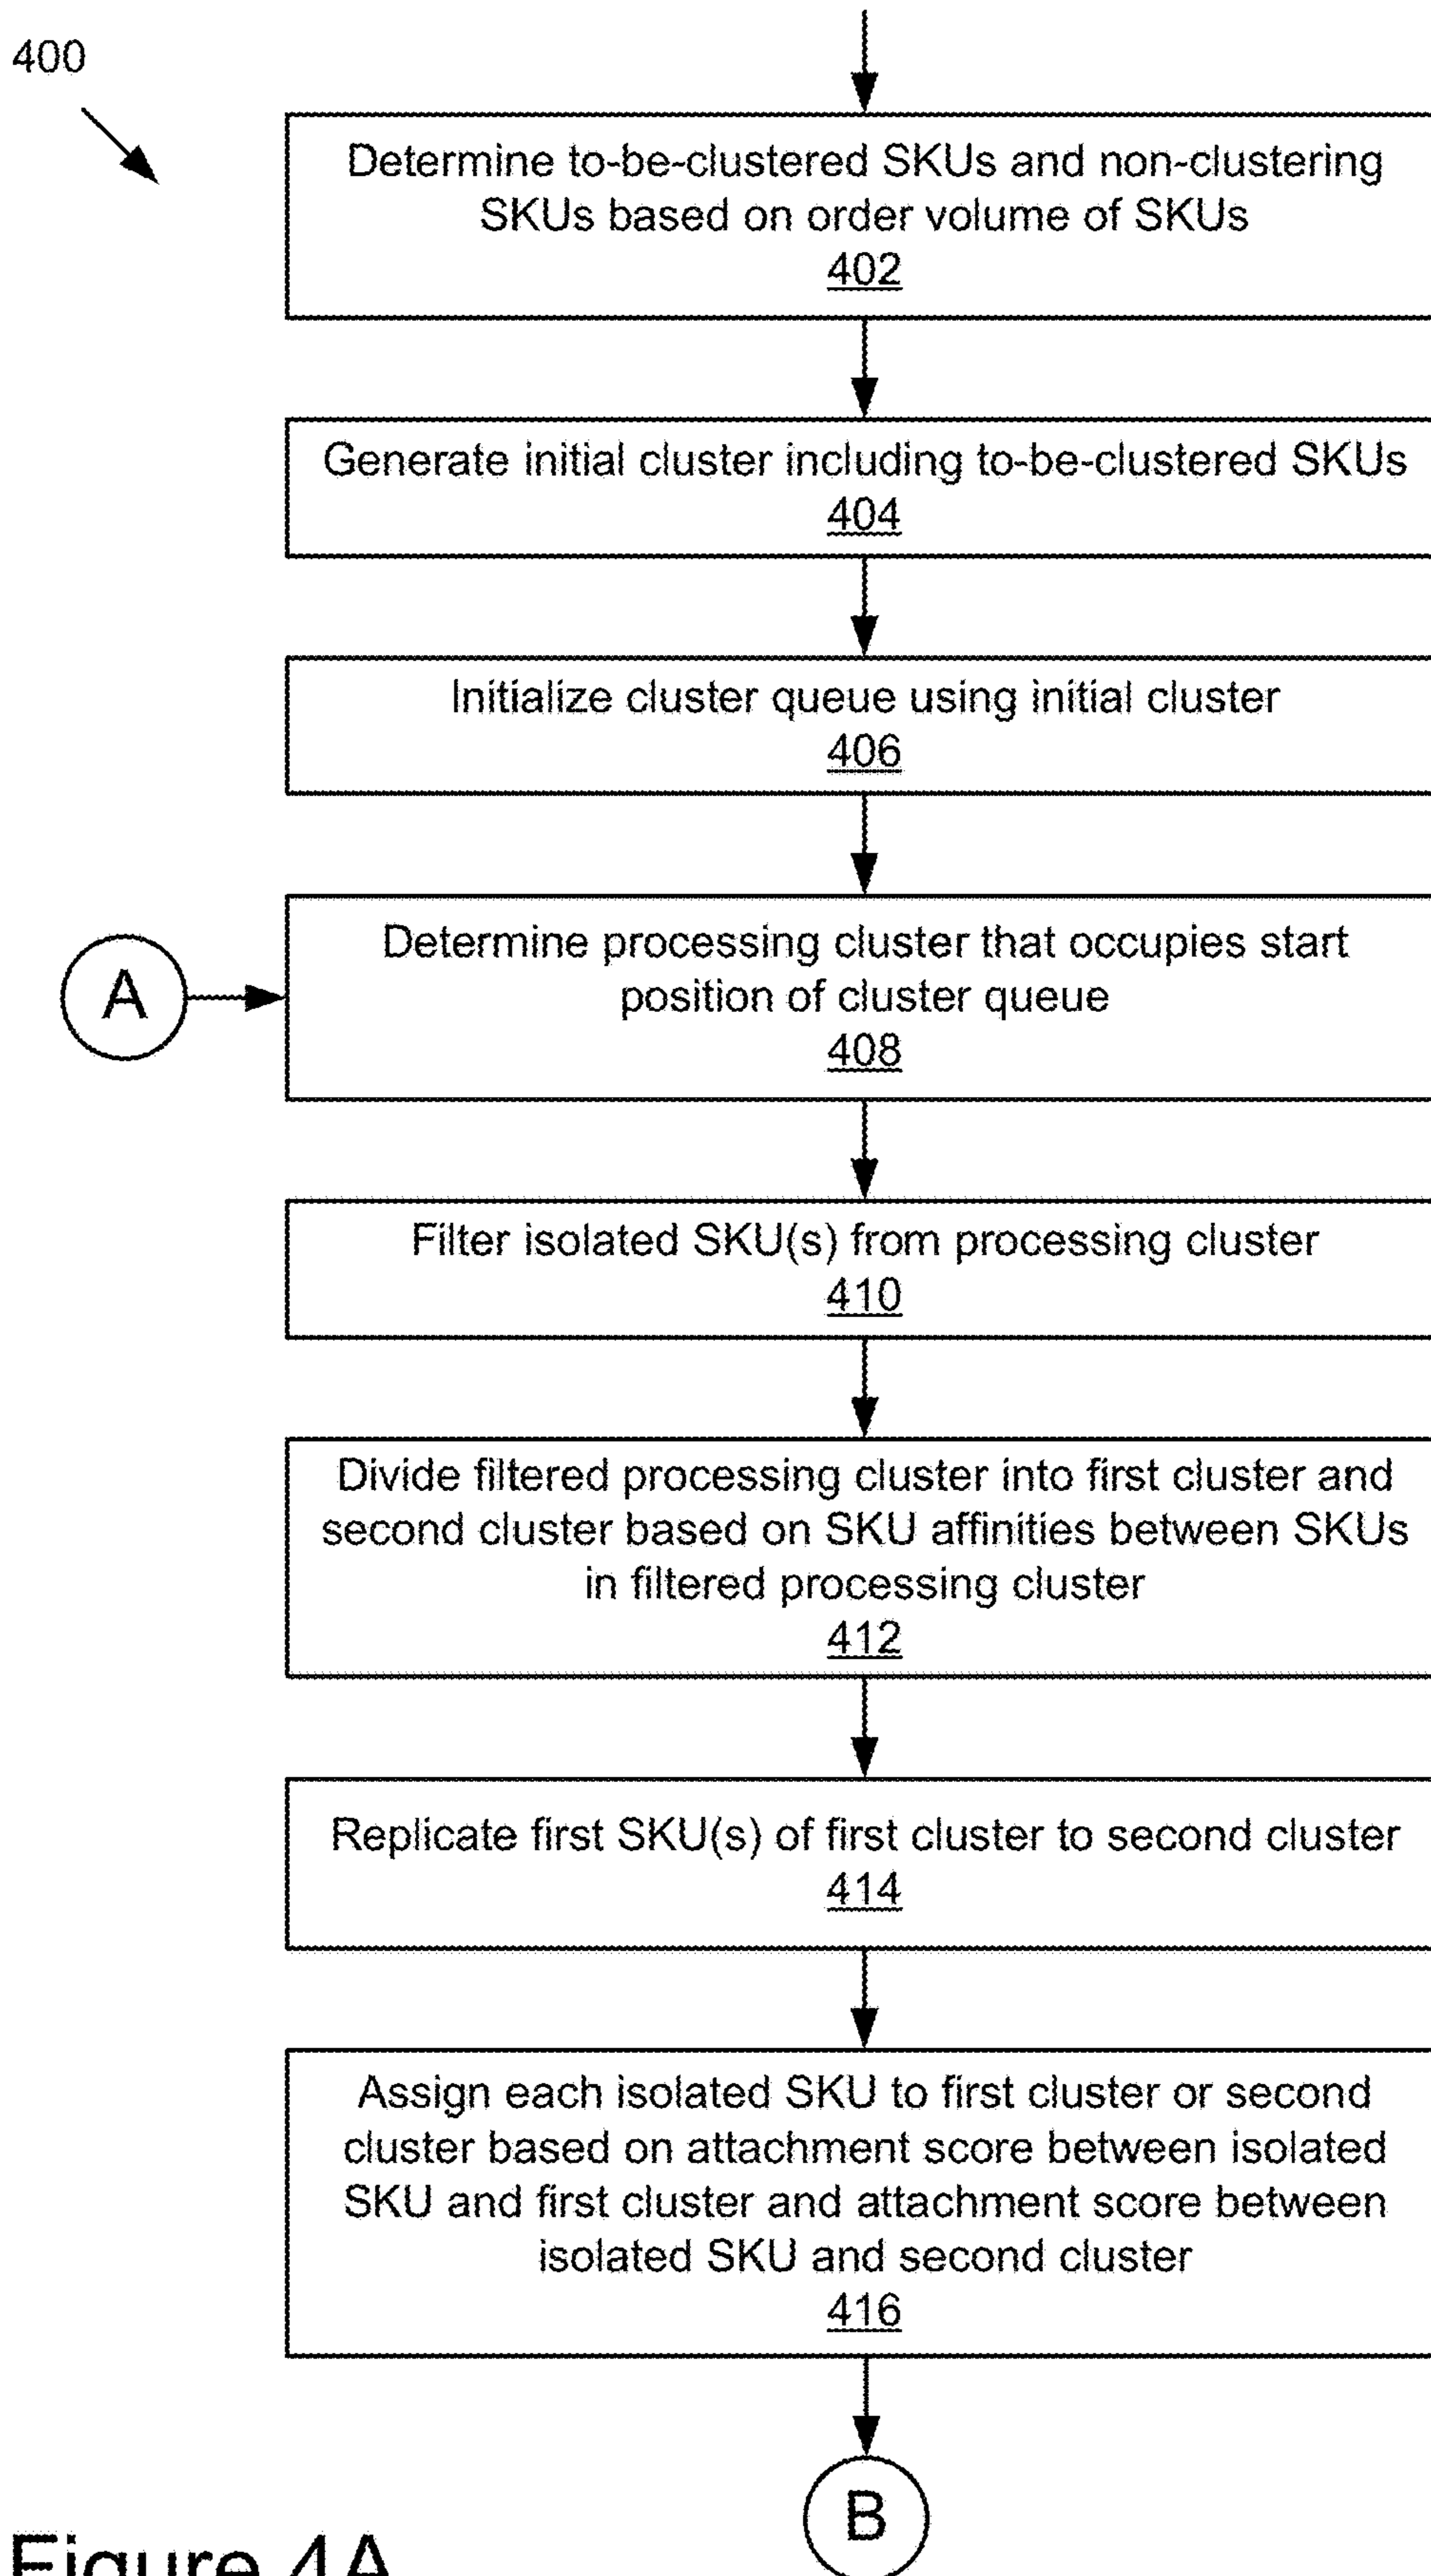 400
Determine to-be-clustered SKUs and non-clustering
SKUs based on order volume of SKUs
402
Generate initial cluster including to-be-clustered SKUs
404
Initialize cluster queue using initial cluster
406
A
Determine processing cluster that occupies start
position of cluster queue
408
Filter isolated SKU(s) from processing cluster
410
Divide filtered processing cluster into first cluster and
second cluster based on SKU affinities between SKUs
in filtered processing cluster
412
Replicate first SKU(s) of first cluster to second cluster
414
Assign each isolated SKU to first cluster or second
cluster based on attachment score between isolated
SKU and first cluster and attachment score between
isolated SKU and second cluster
416
B
Figure 4A